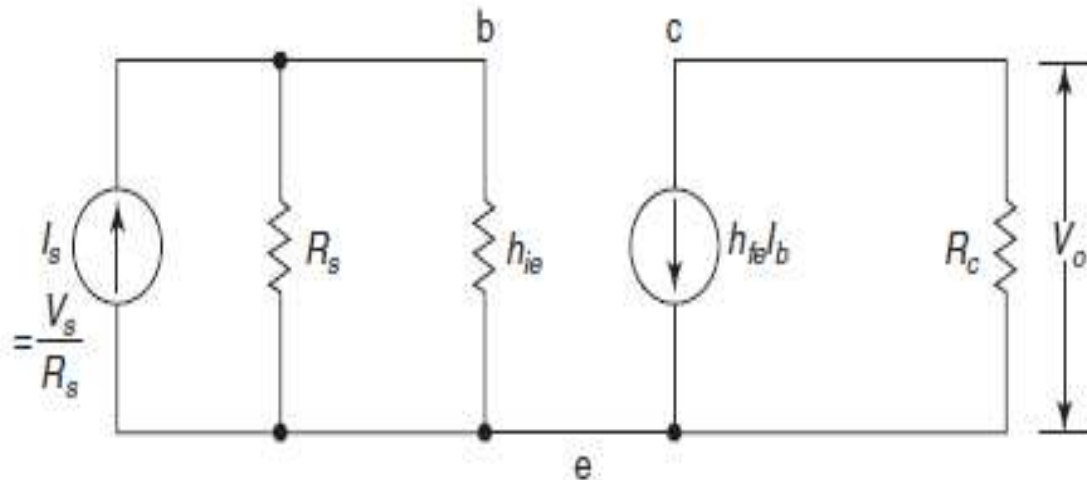 b
c
I_s
= V_s / R_s
R_s
h_ie
h_fe I_b
R_c
V_o
e